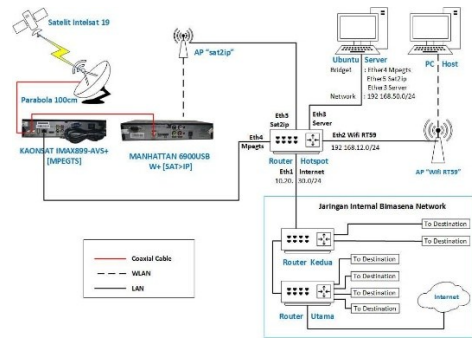 Satelit Intelsat 19
Parabola 100cm
KAONSAT IMAX899-AVS+
[MPEGTS]
AP "sat2ip"
MANHATTAN 6900USB
W+ [SAT>IP]
Ubuntu Server
Bridget : Ether4 Mpegts
Ether5 Sat2ip
Ether3 Server
Network : 192.168.50.0/24
PC Host
Eth5
Sat2ip
Eth3
Server
Eth4
Mpegts
Eth2 Wifi RT59
192.168.12.0/24
Router Hotspot
Eth1 Internet
10.20. 30.0/24
AP "Wifi RT59"
Jaringan Internal Bimasena Network
To Destination
To Destination
Router Kedua
To Destination
To Destination
To Destination
To Destination
Router Utama
Internet
Coaxial Cable
WLAN
LAN